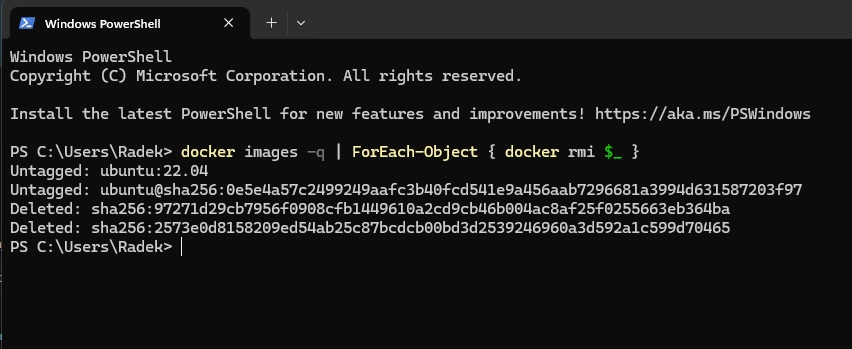 Windows PowerShell
Windows PowerShell
Copyright (C) Microsoft Corporation. All rights reserved.
Install the latest PowerShell for new features and improvements! https://aka.ms/PSWindows
PS C:\Users\Radek> docker images -q | ForEach-Object { docker rmi $_ }
Untagged: ubuntu:22.04
Untagged: ubuntu@sha256:0e5e4a57c2499249aafc3b40fcd541e9a456aab7296681a3994d631587203f97
Deleted: sha256:97271d29cb7956f0908cfb1449610a2cd9cb46b004ac8af25f0255663eb364ba
Deleted: sha256:2573e0d8158209ed54ab25c87bcdcb00bd3d2539246960a3d592a1c599d70465
PS C:\Users\Radek>